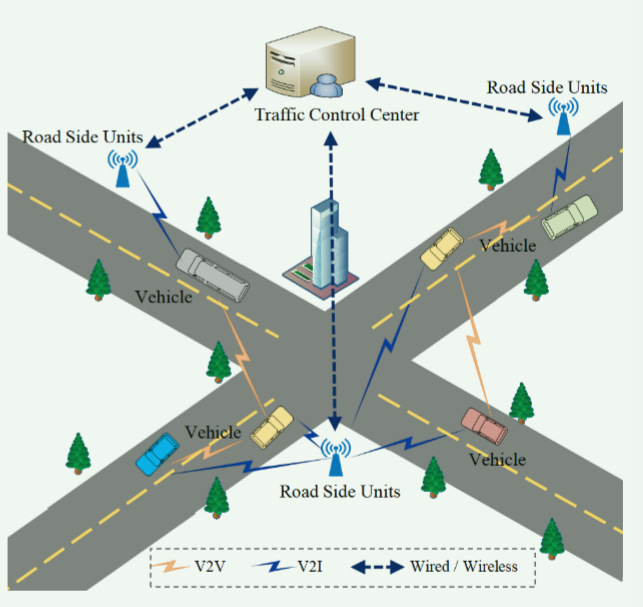 Road Side Units
Traffic Control Center
Road Side Units
Vehicle
Vehicle
Vehicle
Vehicle
Road Side Units
V2V
V2I
Wired / Wireless